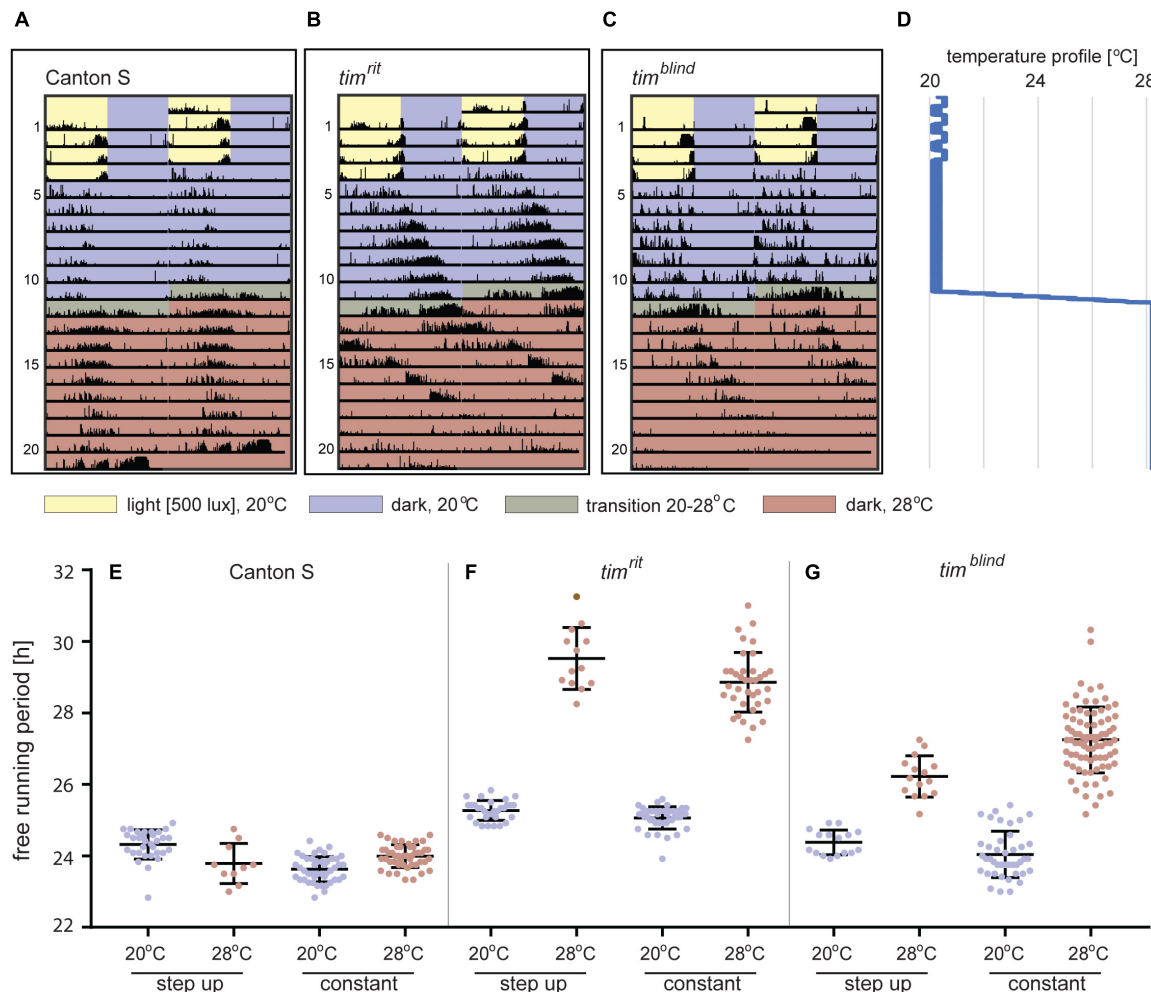 A B C D
temperature profile [°C]
20 24 28
Canton S
tim^rit
tim^blind
1
5
10
15
20
1
5
10
15
20
1
5
10
15
20
light [500 lux], 20°C dark, 20°C transition 20-28°C dark, 28°C
E Canton S F tim^rit G tim^blind
free running period [h]
32
30
28
26
24
22
20°C 28°C 20°C 28°C 20°C 28°C 20°C 28°C 20°C 28°C 20°C 28°C
step up constant step up constant step up constant